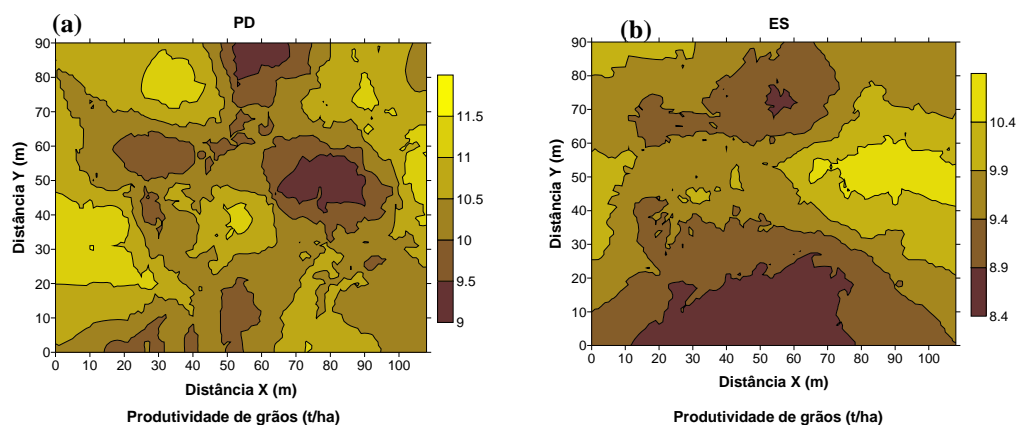 (a)
PD
90
80
70
60
50
40
30
20
10
0
Distância Y (m)
0 10 20 30 40 50 60 70 80 90 100
Distância X (m)
Produtividade de grãos (t/ha)
11.5
11
10.5
10
9.5
9
(b)
ES
90
80
70
60
50
40
30
20
10
0
Distância Y (m)
0 10 20 30 40 50 60 70 80 90 100
Distância X (m)
Produtividade de grãos (t/ha)
10.4
9.9
9.4
8.9
8.4